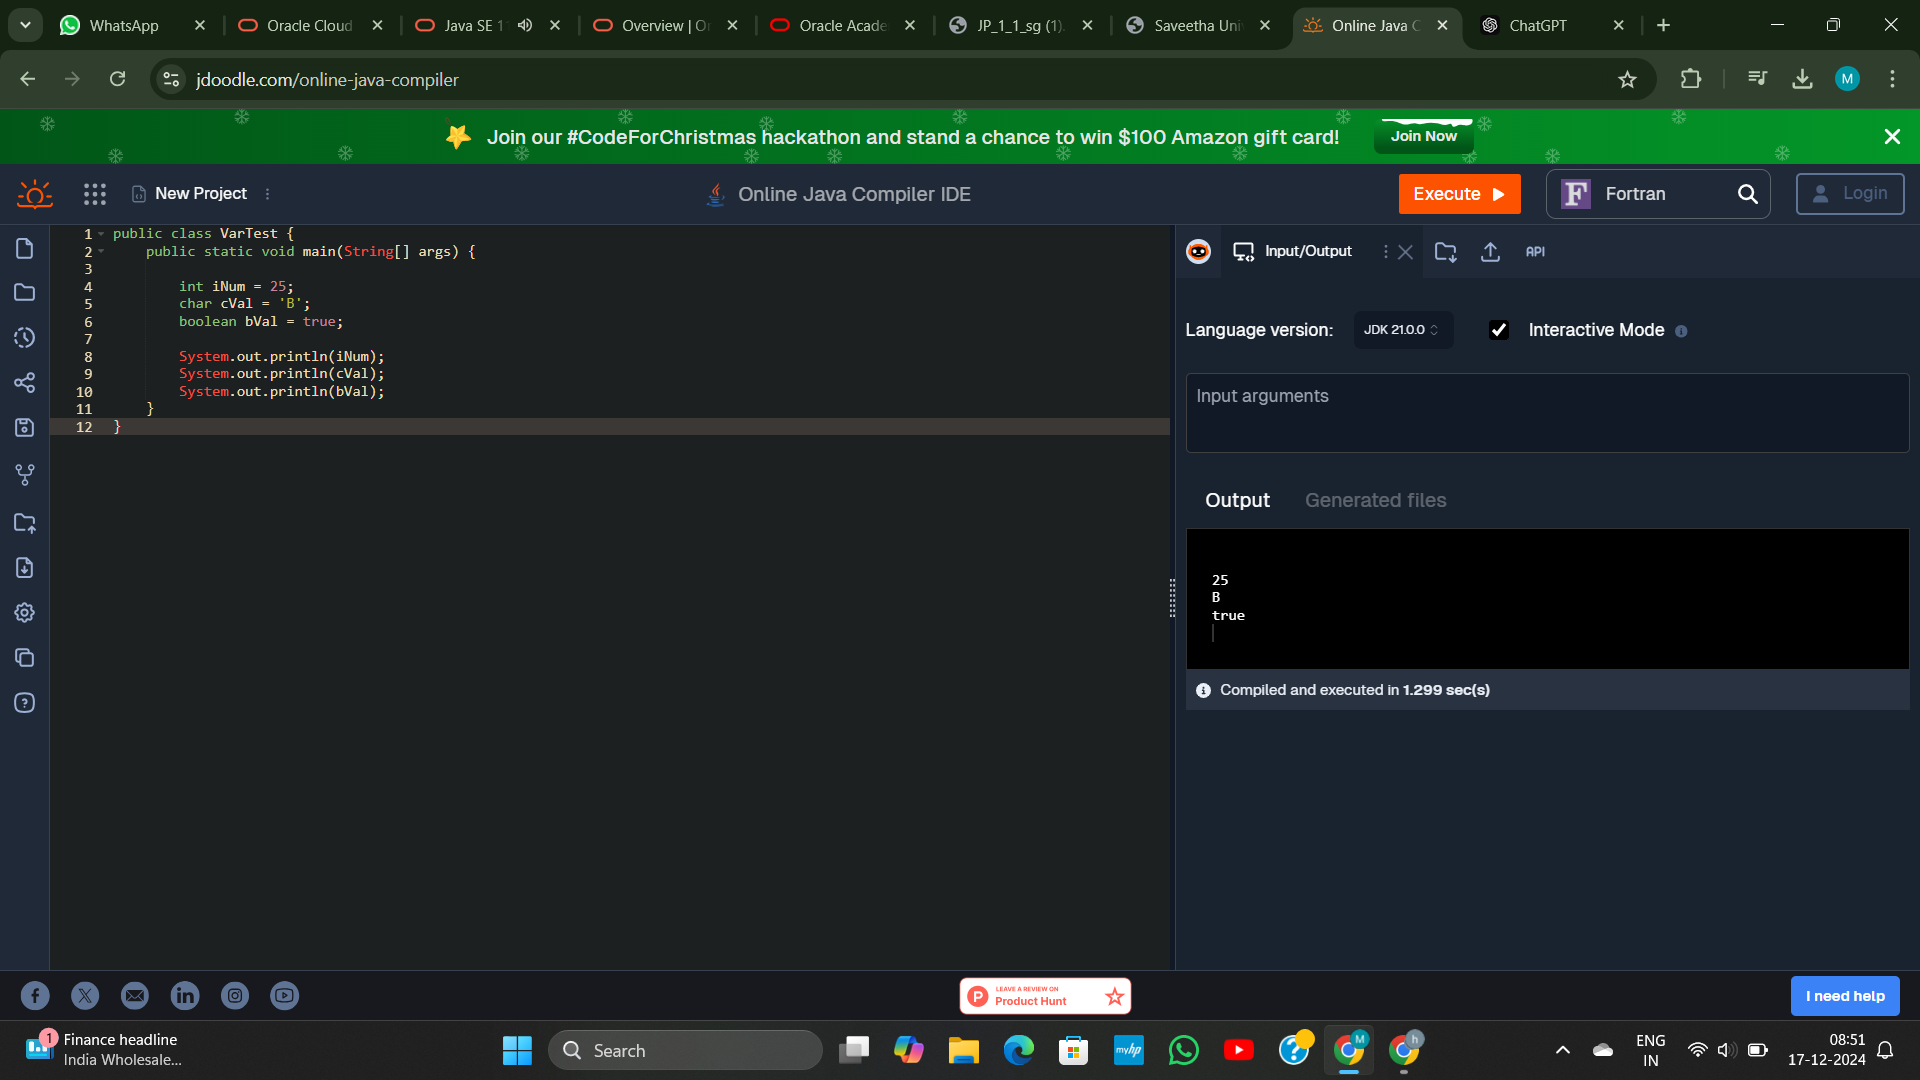 WhatsApp
Oracle Cloud
Java SE 1
Overview | O
Oracle Acade
JP_1_1_sg (1).
Saveetha Uni
Online Java C
ChatGPT
jdoodle.com/online-java-compiler
M
Join our #CodeForChristmas hackathon and stand a chance to win $100 Amazon gift card!
Join Now
New Project
Online Java Compiler IDE
Execute
F
Fortran
Login
1 public class VarTest {
2 public static void main(String[] args) {
3
4 int iNum = 25;
5 char cVal = 'B';
6 boolean bVal = true;
7
8 System.out.println(iNum);
9 System.out.println(cVal);
10 System.out.println(bVal);
11 }
12 }
Input/Output
API
Language version:
JDK 21.0.0
Interactive Mode
Input arguments
Output
Generated files
25
B
true
Compiled and executed in 1.299 sec(s)
P
LEAVE A REVIEW ON
Product Hunt
I need help
1
Finance headline
India Wholesale...
Search
myhp
M
h
ENG
IN
08:51
17-12-2024